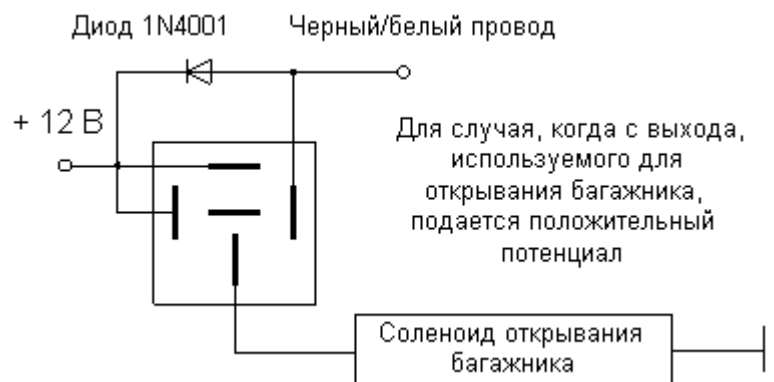 Диод 1N4001
Черный/белый провод
+ 12 В
Для случая, когда с выхода,
используемого для
открывания багажника,
подается положительный
потенциал
Соленоид открывания
багажника